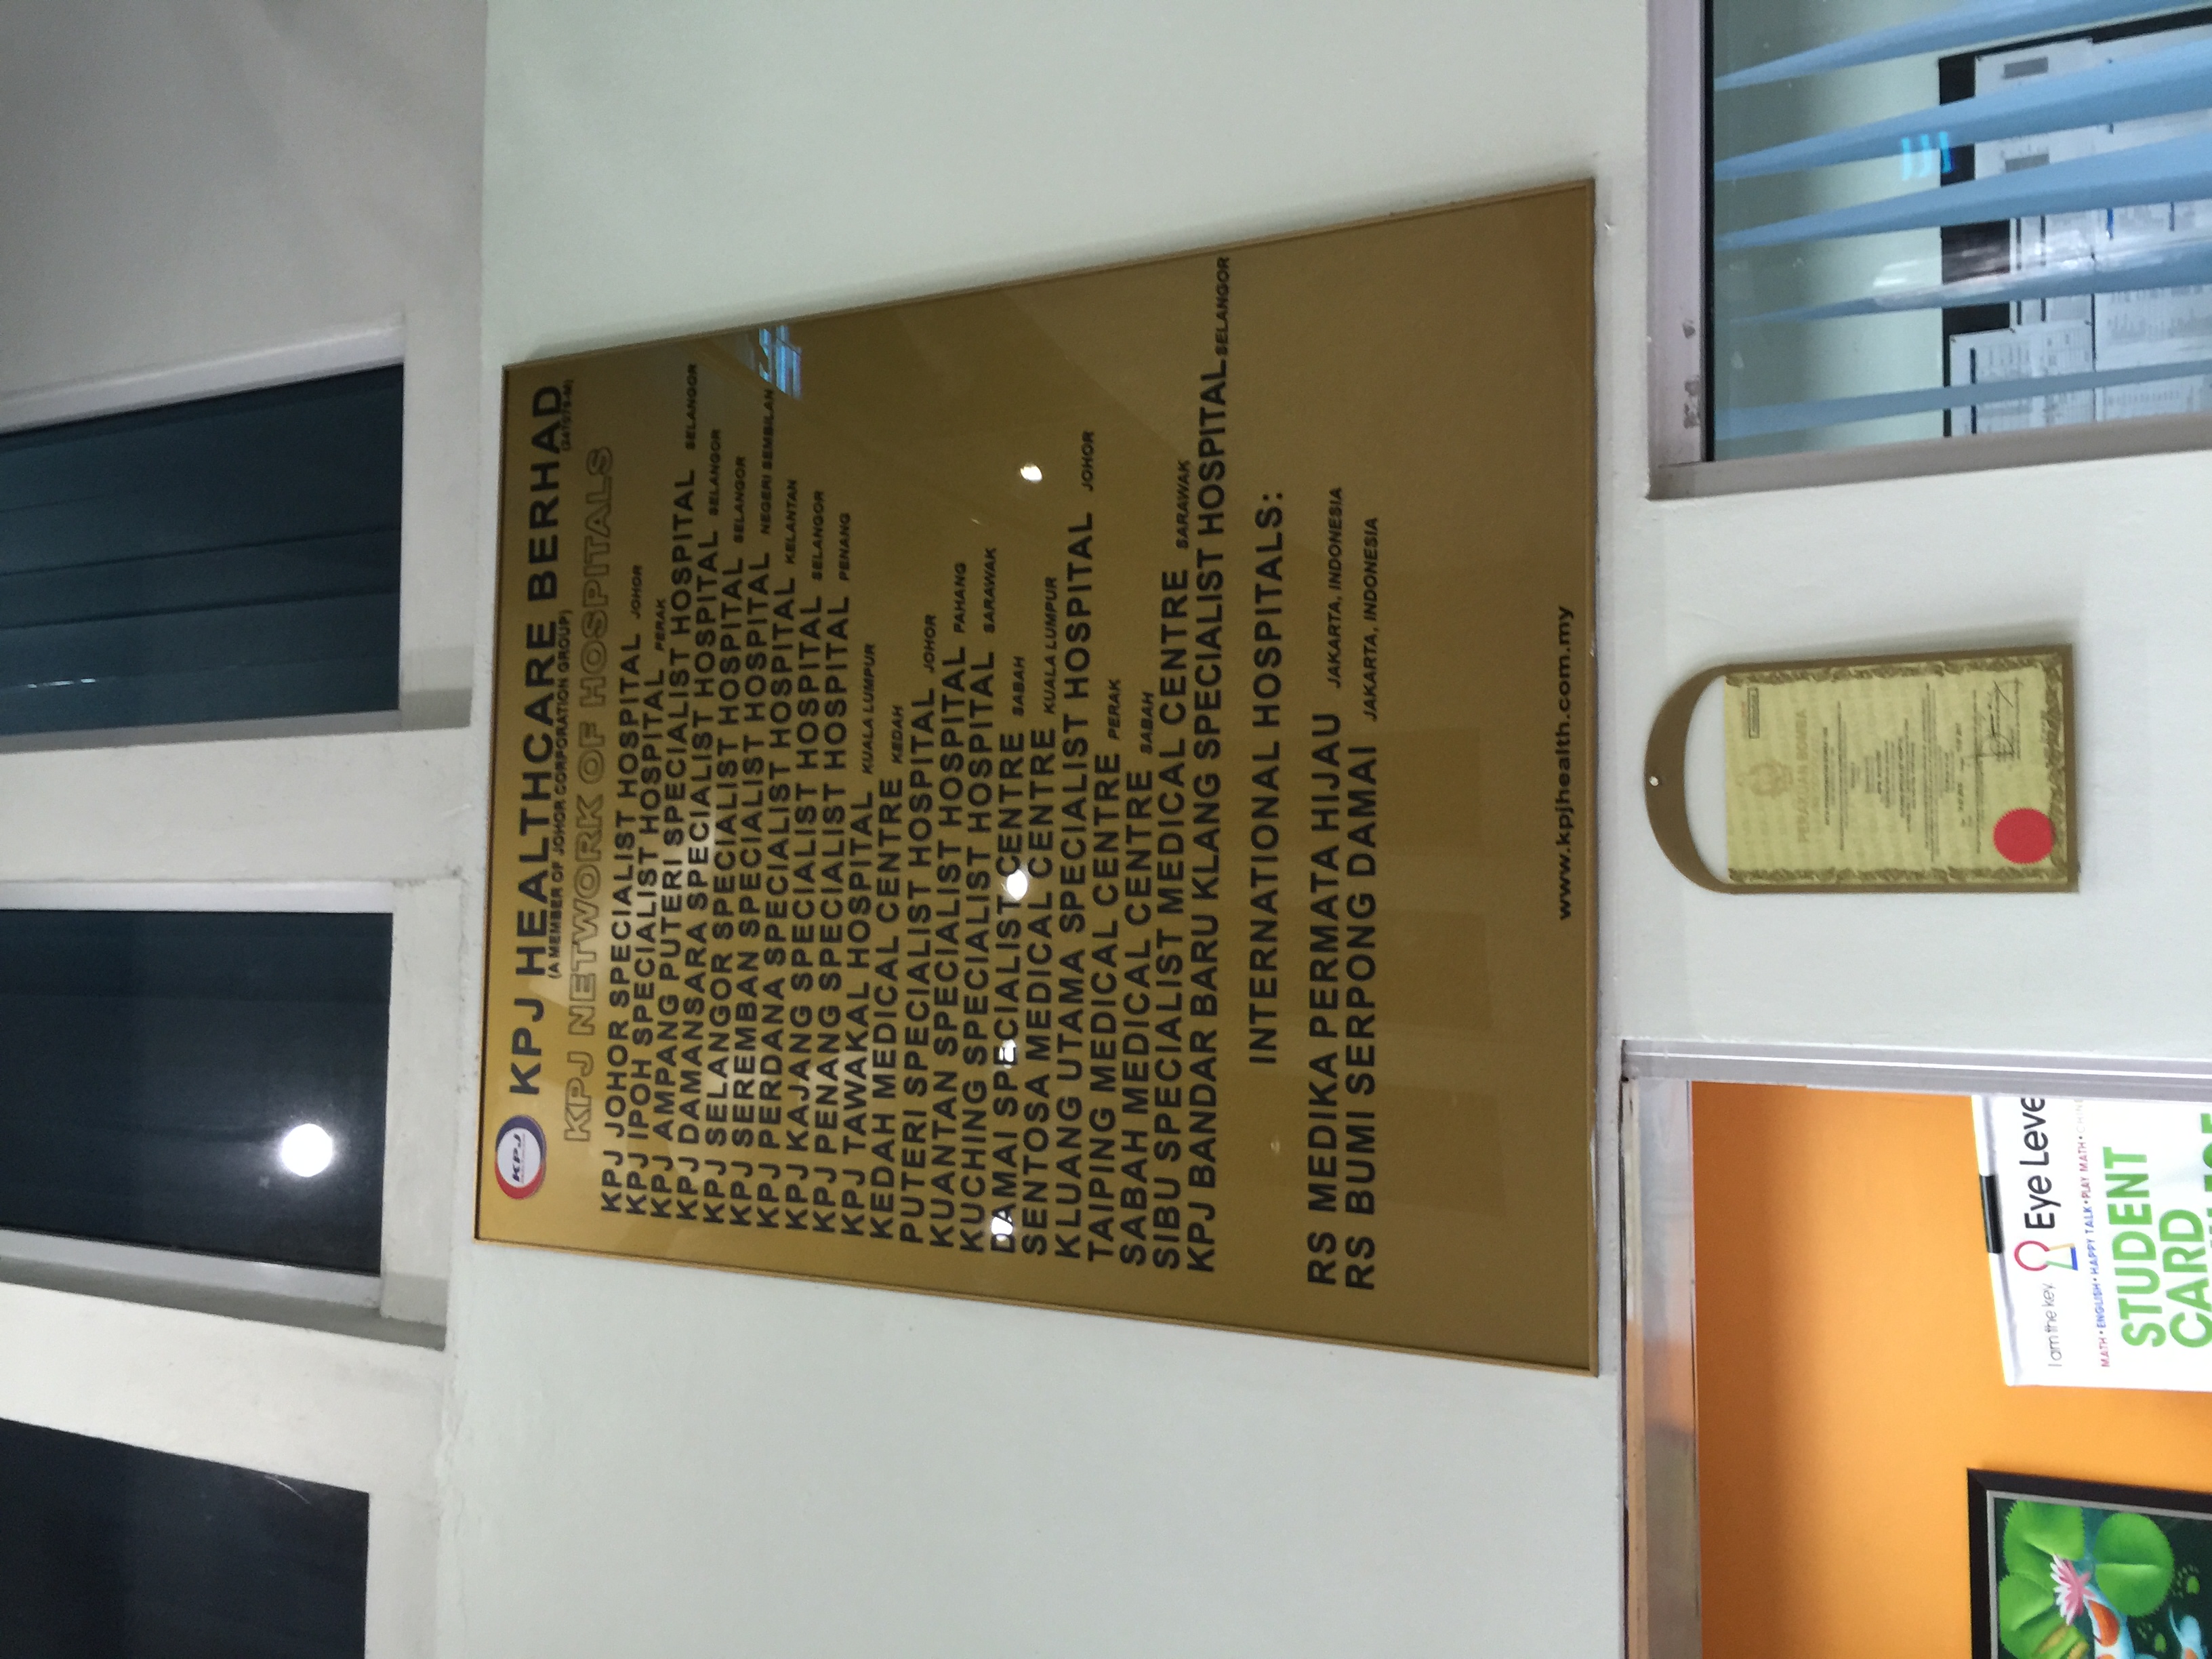 KPJ
KPJ HEALTHCARE BERHAD
(A MEMBER OF JOHOR CORPORATION GROUP)
KPJ NETWORK OF HOSPITALS
KPJ JOHOR SPECIALIST HOSPITAL JOHOR
KPJ IPOH SPECIALIST HOSPITAL PERAK
KPJ AMPANG PUTERI SPECIALIST HOSPITAL SELANGOR
KPJ DAMANSARA SPECIALIST HOSPITAL SELANGOR
KPJ SELANGOR SPECIALIST HOSPITAL SELANGOR
KPJ SEREMBAN SPECIALIST HOSPITAL NEGERI SEMBILAN
KPJ PERDANA SPECIALIST HOSPITAL KELANTAN
KPJ KAJANG SPECIALIST HOSPITAL SELANGOR
KPJ PENANG SPECIALIST HOSPITAL PENANG
KPJ TAWAKAL HOSPITAL KUALA LUMPUR
KEDAH MEDICAL CENTRE KEDAH
PUTERI SPECIALIST HOSPITAL JOHOR
KUANTAN SPECIALIST HOSPITAL PAHANG
KUCHING SPECIALIST HOSPITAL SARAWAK
DAMAI SPECIALIST CENTRE SABAH
SENTOSA MEDICAL CENTRE KUALA LUMPUR
KLUANG UTAMA SPECIALIST HOSPITAL JOHOR
TAIPING MEDICAL CENTRE PERAK
SABAH MEDICAL CENTRE SABAH
SIBU SPECIALIST MEDICAL CENTRE SARAWAK
KPJ BANDAR BARU KLANG SPECIALIST HOSPITAL SELANGOR
INTERNATIONAL HOSPITALS:
RS MEDIKA PERMATA HIJAU JAKARTA, INDONESIA
RS BUMI SERPONG DAMAI JAKARTA, INDONESIA
www.kpjhealth.com.my
PERAKUAN BOMBA
I am the key
Eye Leve
MATH • ENGLISH • HAPPY TALK • PLAY MATH • CHINE
STUDENT
CARD